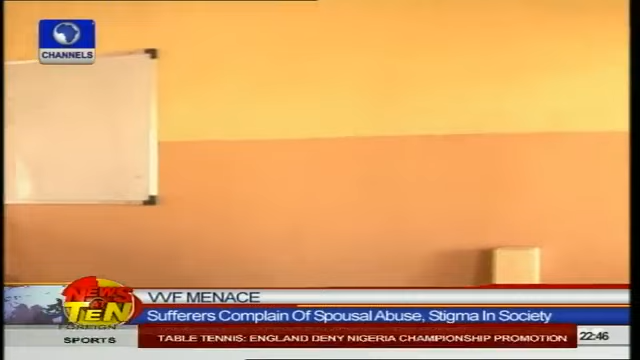 CHANNELS
VVF MENACE
NEWS AT TEN
Sufferers Complain Of Spousal Abuse, Stigma In Society
FOREIGN
SPORTS
TABLE TENNIS: ENGLAND DENY NIGERIA CHAMPIONSHIP PROMOTION
22:46